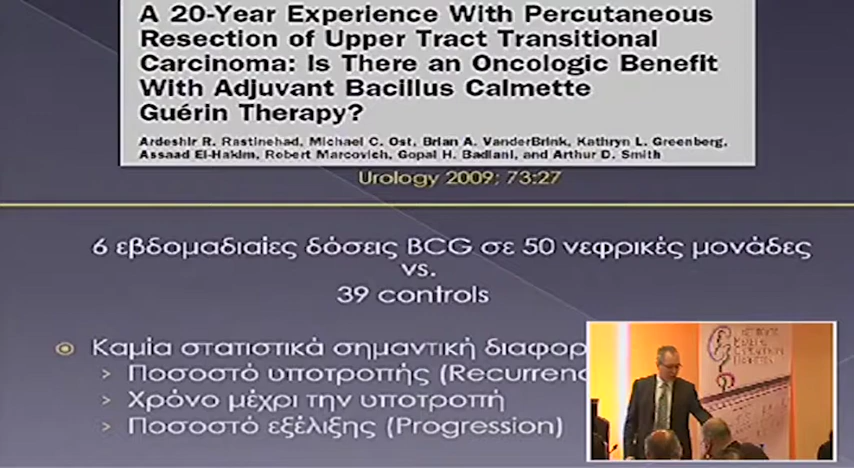 A 20-Year Experience With Percutaneous
Resection of Upper Tract Transitional
Carcinoma: Is There an Oncologic Benefit
With Adjuvant Bacillus Calmette
Guérin Therapy?
Ardeshir R. Rastinehad, Michael C. Ost, Brian A. VanderBrink, Kathryn L. Greenberg,
Assaad El-Hakim, Robert Marcovich, Gopal H. Badlani, and Arthur D. Smith
Urology 2009; 73:27
6 εβδομαδιαίες δόσεις BCG σε 50 νεφρικές μονάδες
vs.
39 controls
Καμία στατιστικά σημαντική διαφορ
> Ποσοστό υποτροπής (Recurrenc
> Χρόνο μέχρι την υποτροπή
> Ποσοστό εξέλιξης (Progression)